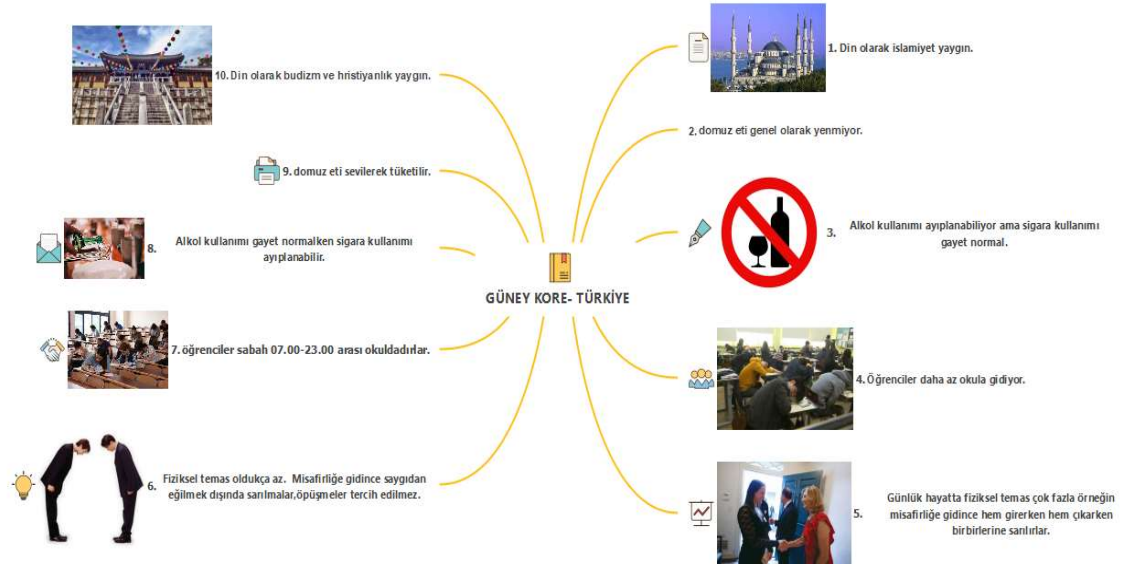 GÜNEY KORE- TÜRKİYE
1. Din olarak islamiyet yaygın.
2. domuz eti genel olarak yenmiyor.
3. Alkol kullanımı ayıplanabiliyor ama sigara kullanımı
gayet normal.
4. Öğrenciler daha az okula gidiyor.
5. Günlük hayatta fiziksel temas çok fazla örneğin
misafirliğe gidince hem girerken hem çıkarken
birbirlerine sarılırlar.
6. Fiziksel temas oldukça az. Misafirliğe gidince saygıdan
eğilmek dışında sarılmalar,öpüşmeler tercih edilmez.
7. öğrenciler sabah 07.00-23.00 arası okuldadırlar.
8. Alkol kullanımı gayet normalken sigara kullanımı
ayıplanabilir.
9. domuz eti sevilerek tüketilir.
10. Din olarak budizm ve hristiyanlık yaygın.